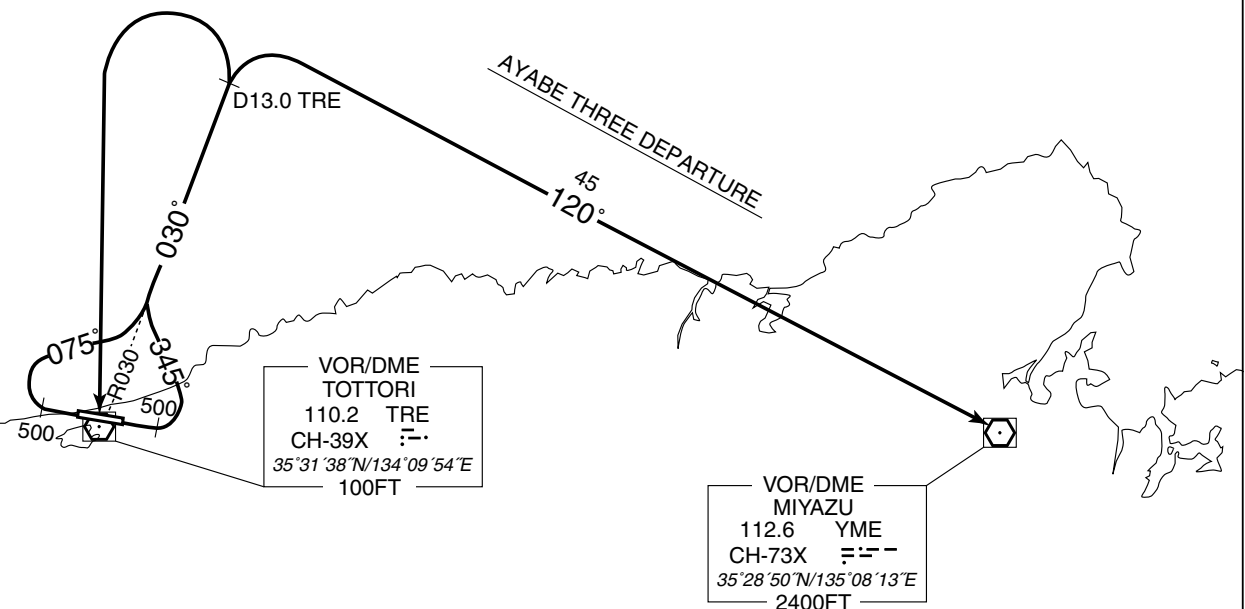 D13.0 TRE
AYABE THREE DEPARTURE
45
120°
030°
075°
345°
R030
500
500
VOR/DME
TOTTORI
110.2 TRE
CH-39X
35°31´38˝N/134°09´54˝E
100FT
VOR/DME
MIYAZU
112.6 YME
CH-73X
35°28´50˝N/135°08´13˝E
2400FT